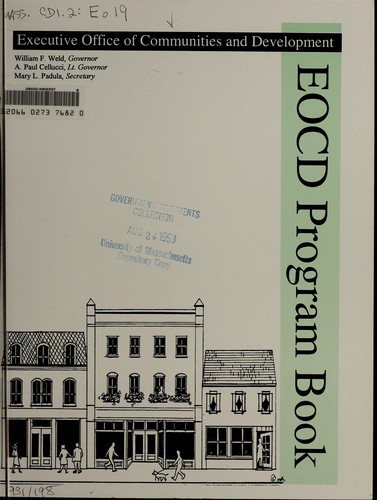 MASS. CD1.2: Eo19
Executive Office of Communities and Development
William F. Weld, Governor
A. Paul Cellucci, Lt. Governor
Mary L. Padula, Secretary
2066 0273 7682 0
EOCD Program Book
GOVERNMENT DOCUMENTS
COLLECTION
AUG 24 1993
University of Massachusetts
Depository Copy
931/198